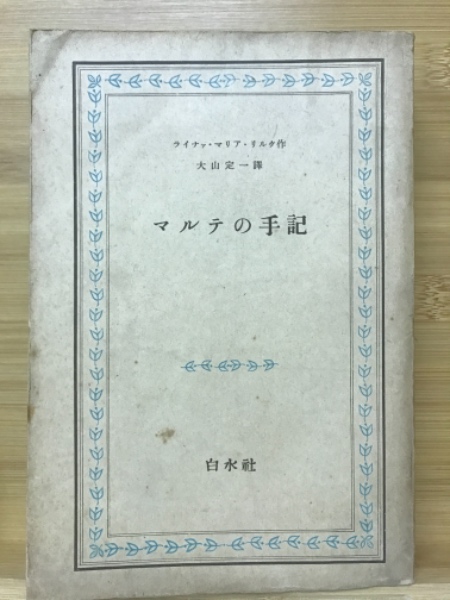 ライナァ・マリア・リルケ作
大山定一譯
マルテの手記
白水社